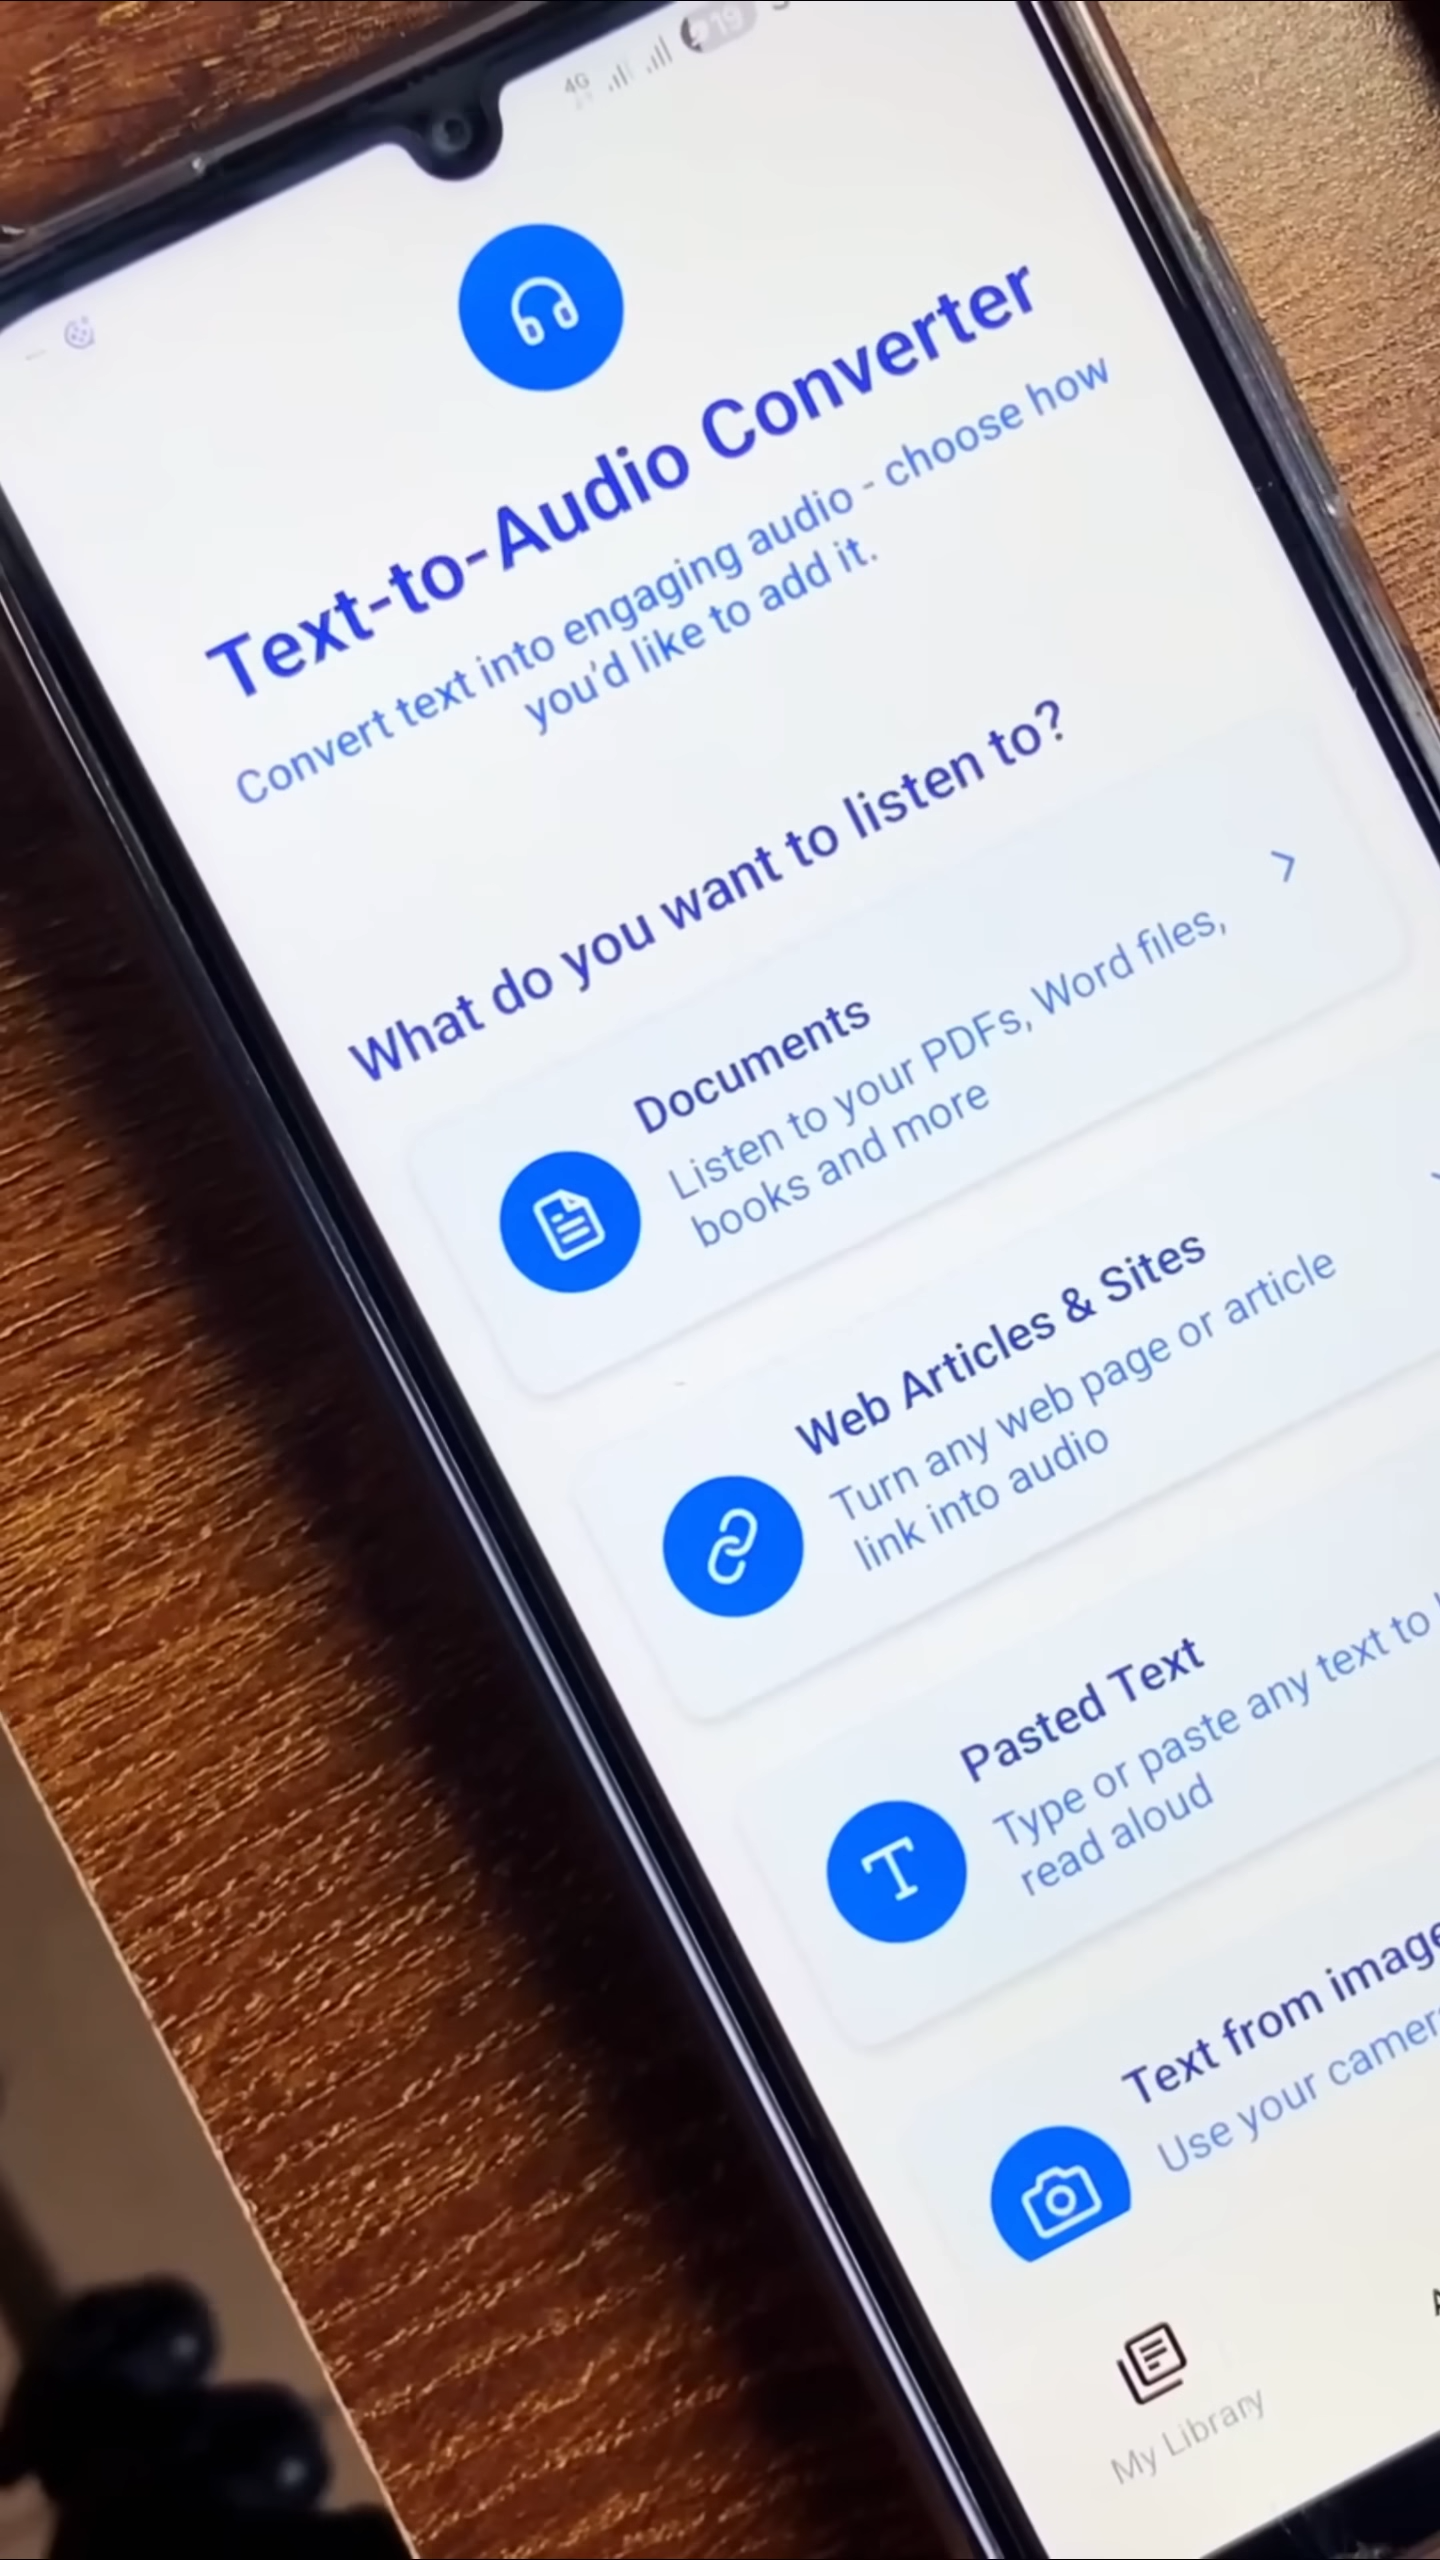 4G
19
Text-to-Audio Converter
Convert text into engaging audio - choose how
you'd like to add it.
What do you want to listen to?
Documents
Listen to your PDFs, Word files,
books and more
Web Articles & Sites
Turn any web page or article
link into audio
Pasted Text
Type or paste any text to
read aloud
Text from image
Use your camera
My Library